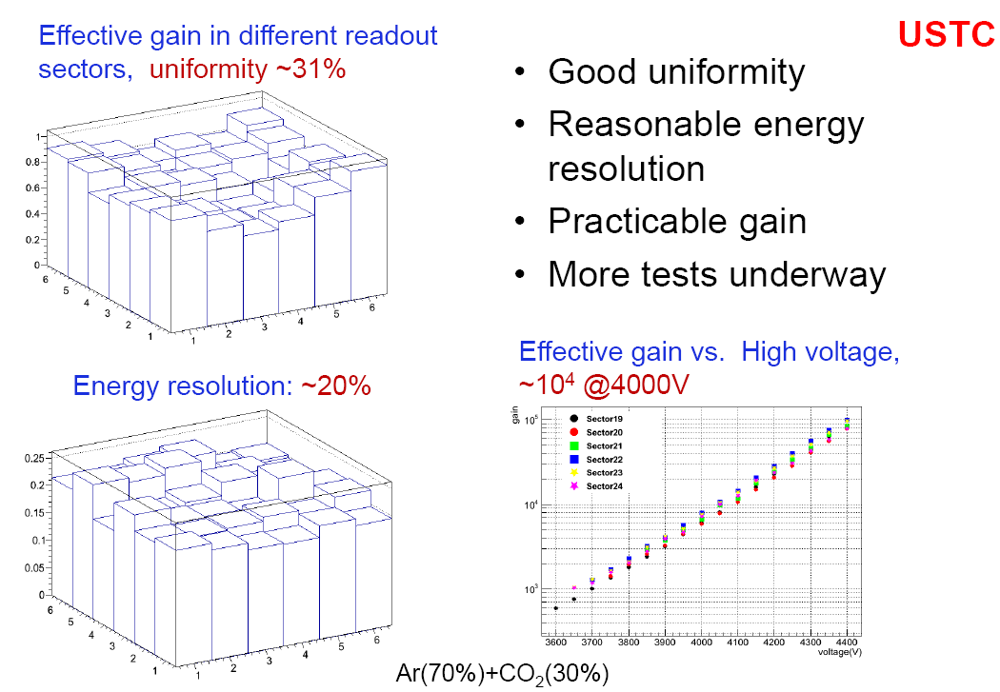 Effective gain in different readout
sectors, uniformity ~31%
USTC
• Good uniformity
• Reasonable energy
resolution
• Practicable gain
• More tests underway
1
0.8
0.6
0.4
0.2
0
6
5
4
3
2
1
1
2
3
4
5
6
Energy resolution: ~20%
0.25
0.2
0.15
0.1
0.05
0
6
5
4
3
2
1
1
2
3
4
5
6
Effective gain vs. High voltage,
~10⁴ @4000V
gain
10⁵
10⁴
10³
Sector19
Sector20
Sector21
Sector22
Sector23
Sector24
3600 3700 3800 3900 4000 4100 4200 4300 4400
voltage(V)
Ar(70%)+CO₂(30%)